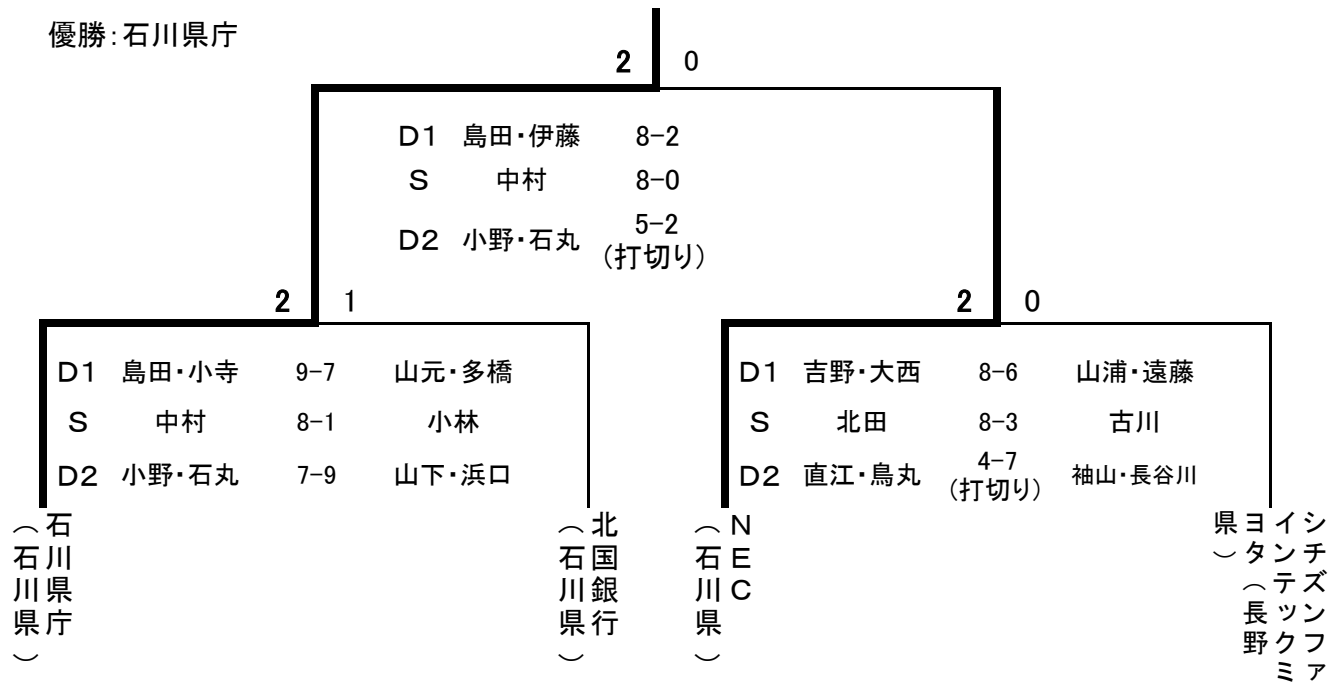 優勝:石川県庁
2 0
D1 島田・伊藤 8-2
S 中村 8-0
D2 小野・石丸 5-2
(打切り)
2 1
2 0
D1 島田・小寺 9-7 山元・多橋
S 中村 8-1 小林
D2 小野・石丸 7-9 山下・浜口
D1 吉野・大西 8-6 山浦・遠藤
S 北田 8-3 古川
D2 直江・鳥丸 4-7 袖山・長谷川
(打切り)
石川県庁
(石川県)
北国銀行
(石川県)
NEC
(石川県)
シチズンファ
インテックミ
ヨタ(長野
県)